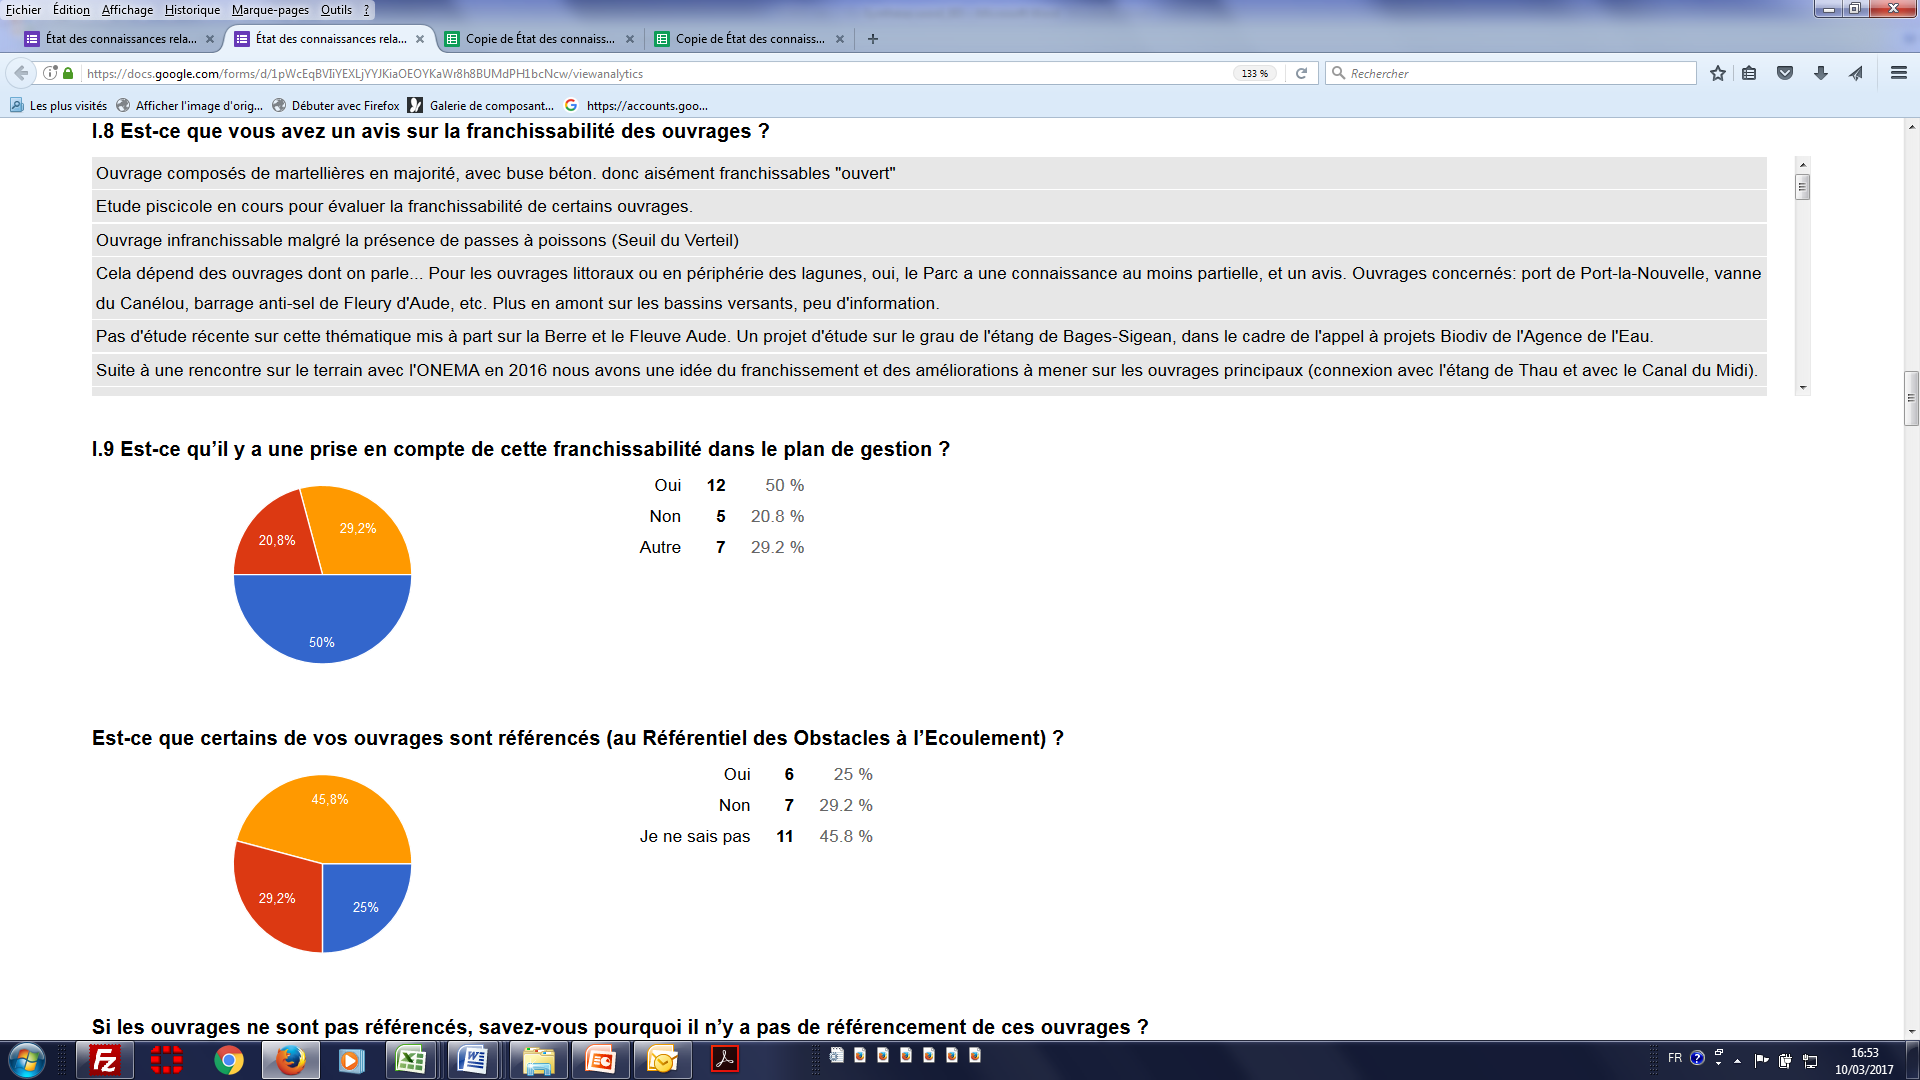 Fichier Édition Affichage Historique Marque-pages Outils ?
État des connaissances rela... État des connaissances rela... Copie de État des connaiss... Copie de État des connaiss...
https://docs.google.com/forms/d/1pWcEqBVIiYEXLjYYJKiaOEOYKaWr8h8BUMdPH1bcNcw/viewanalytics 133 % Rechercher
Les plus visités Afficher l'image d'orig... Débuter avec Firefox Galerie de composant... https://accounts.goo...
I.8 Est-ce que vous avez un avis sur la franchissabilité des ouvrages ?
Ouvrage composés de martellières en majorité, avec buse béton. donc aisément franchissables "ouvert"
Etude piscicole en cours pour évaluer la franchissabilité de certains ouvrages.
Ouvrage infranchissable malgré la présence de passes à poissons (Seuil du Verteil)
Cela dépend des ouvrages dont on parle... Pour les ouvrages littoraux ou en périphérie des lagunes, oui, le Parc a une connaissance au moins partielle, et un avis. Ouvrages concernés: port de Port-la-Nouvelle, vanne
du Canélou, barrage anti-sel de Fleury d'Aude, etc. Plus en amont sur les bassins versants, peu d'information.
Pas d'étude récente sur cette thématique mis à part sur la Berre et le Fleuve Aude. Un projet d'étude sur le grau de l'étang de Bages-Sigean, dans le cadre de l'appel à projets Biodiv de l'Agence de l'Eau.
Suite à une rencontre sur le terrain avec l'ONEMA en 2016 nous avons une idée du franchissement et des améliorations à mener sur les ouvrages principaux (connexion avec l'étang de Thau et avec le Canal du Midi).
I.9 Est-ce qu’il y a une prise en compte de cette franchissabilité dans le plan de gestion ?
Oui 12 50 %
Non 5 20.8 %
Autre 7 29.2 %
29,2%
20,8%
50%
Est-ce que certains de vos ouvrages sont référencés (au Référentiel des Obstacles à l’Ecoulement) ?
Oui 6 25 %
Non 7 29.2 %
Je ne sais pas 11 45.8 %
45,8%
29,2%
25%
Si les ouvrages ne sont pas référencés, savez-vous pourquoi il n’y a pas de référencement de ces ouvrages ?
FR 16:53
10/03/2017